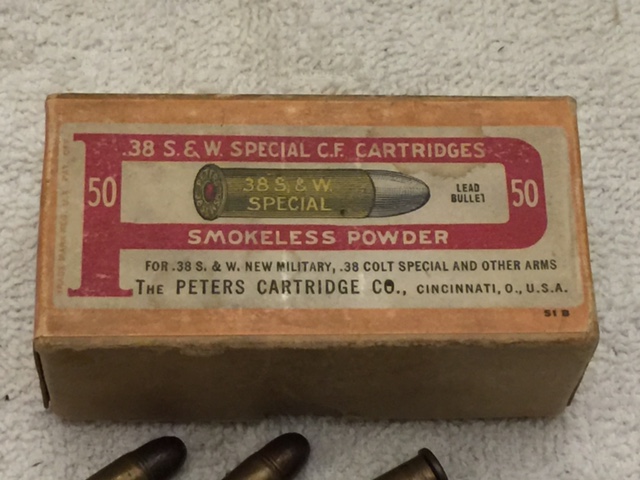 .38 S. & W. SPECIAL C.F. CARTRIDGES
50
38 S. & W.
SPECIAL
LEAD
BULLET
50
SMOKELESS POWDER
FOR .38 S. & W. NEW MILITARY, .38 COLT SPECIAL AND OTHER ARMS
THE PETERS CARTRIDGE CO., CINCINNATI, O., U.S.A.
S1 B